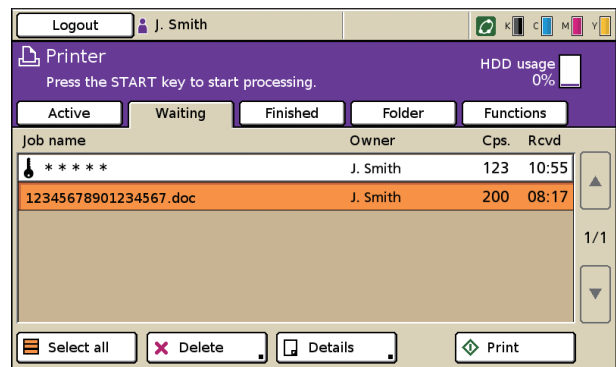 Logout J. Smith K C M Y
Printer
HDD usage 0%
Press the START key to start processing.
Active Waiting Finished Folder Functions
Job name Owner Cps. Rcvd
* * * * * J. Smith 123 10:55
12345678901234567.doc J. Smith 200 08:17
1/1
Select all Delete Details Print